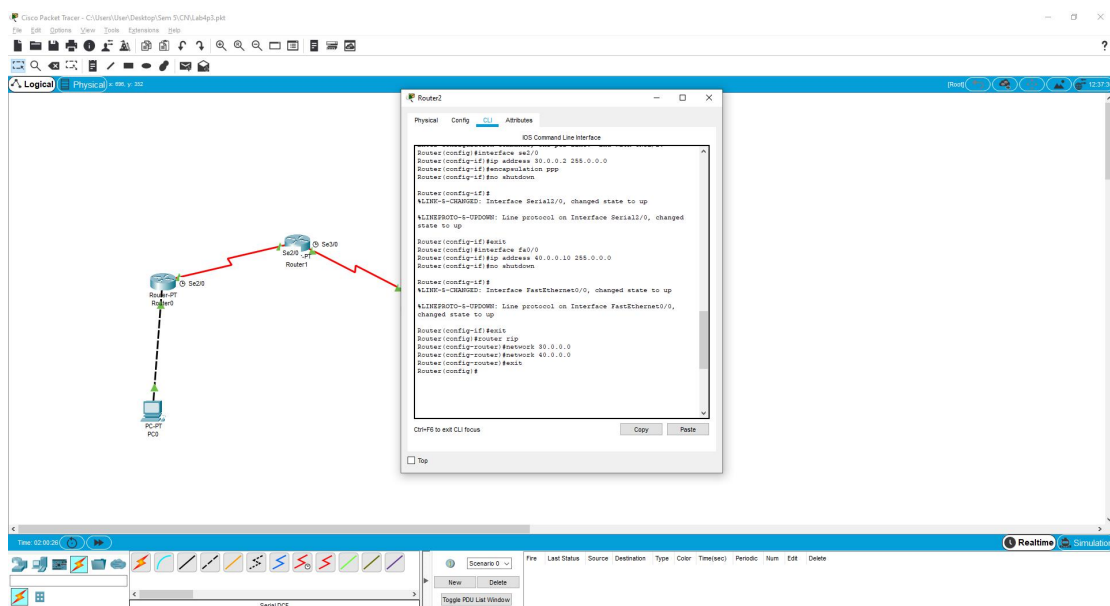 Cisco Packet Tracer - C:\Users\User\Desktop\Sem 5\CN\Lab4p3.pkt
File Edit Options View Tools Extensions Help
?
Logical Physical x: 898, y: 352
[Root]
Router2
Physical Config CLI Attributes
IOS Command Line Interface
Router(config)#interface se2/0
Router(config-if)#ip address 30.0.0.2 255.0.0.0
Router(config-if)#encapsulation ppp
Router(config-if)#no shutdown
Router(config-if)#
%LINK-5-CHANGED: Interface Serial2/0, changed state to up
%LINEPROTO-5-UPDOWN: Line protocol on Interface Serial2/0, changed
state to up
Router(config-if)#exit
Router(config)#interface fa0/0
Router(config-if)#ip address 40.0.0.10 255.0.0.0
Router(config-if)#no shutdown
Router(config-if)#
%LINK-5-CHANGED: Interface FastEthernet0/0, changed state to up
%LINEPROTO-5-UPDOWN: Line protocol on Interface FastEthernet0/0,
changed state to up
Router(config-if)#exit
Router(config)#router rip
Router(config-router)#network 30.0.0.0
Router(config-router)#network 40.0.0.0
Router(config-router)#exit
Router(config)#
Ctrl+F6 to exit CLI focus
Copy Paste
Top
Se3/0
Se2/0 -PT
Router1
Se2/0
Router-PT
Router0
PC-PT
PC0
Time: 02:00:26
Realtime Simulation
Scenario 0
New Delete
Toggle PDU List Window
Fire Last Status Source Destination Type Color Time(sec) Periodic Num Edit Delete
Serial DCE